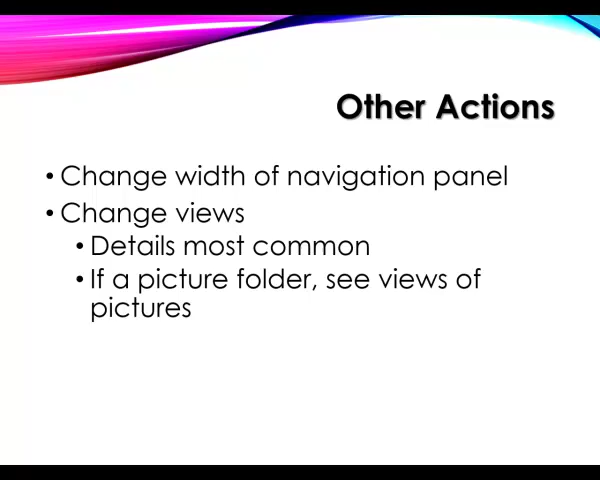 Other Actions
• Change width of navigation panel
• Change views
• Details most common
• If a picture folder, see views of
pictures